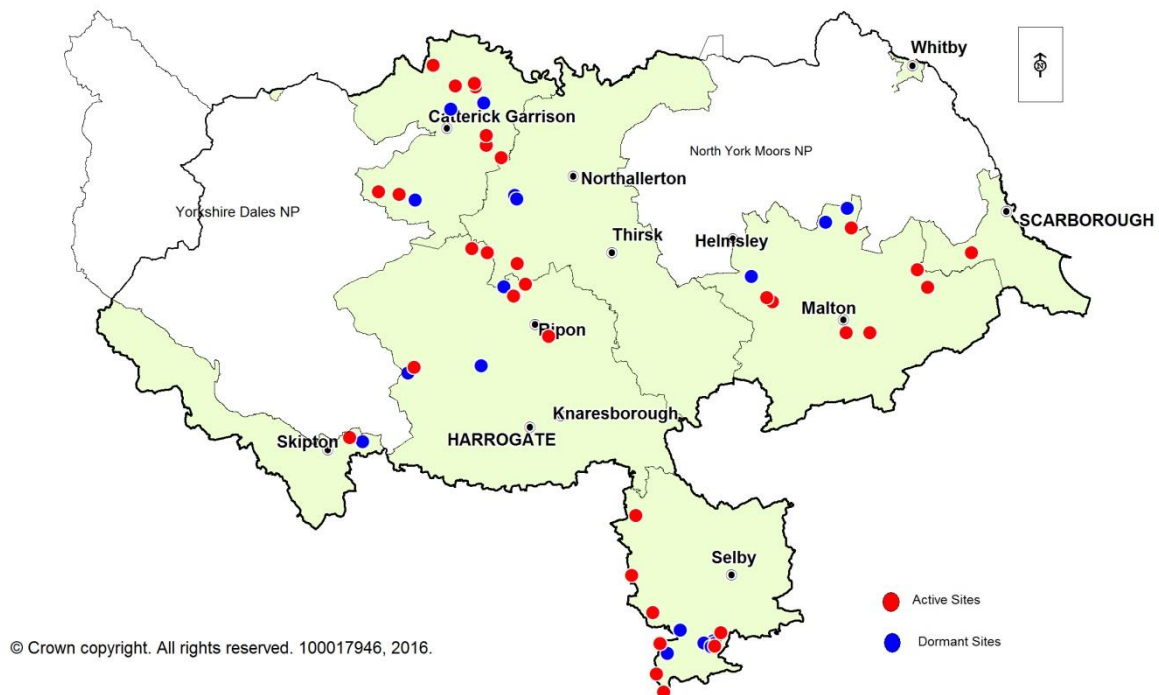 Whitby
N
Catterick Garrison
North York Moors NP
Northallerton
Yorkshire Dales NP
SCARBOROUGH
Helmsley
Thirsk
Malton
Ripon
Knaresborough
HARROGATE
Skipton
Selby
Active Sites
Dormant Sites
© Crown copyright. All rights reserved. 100017946, 2016.